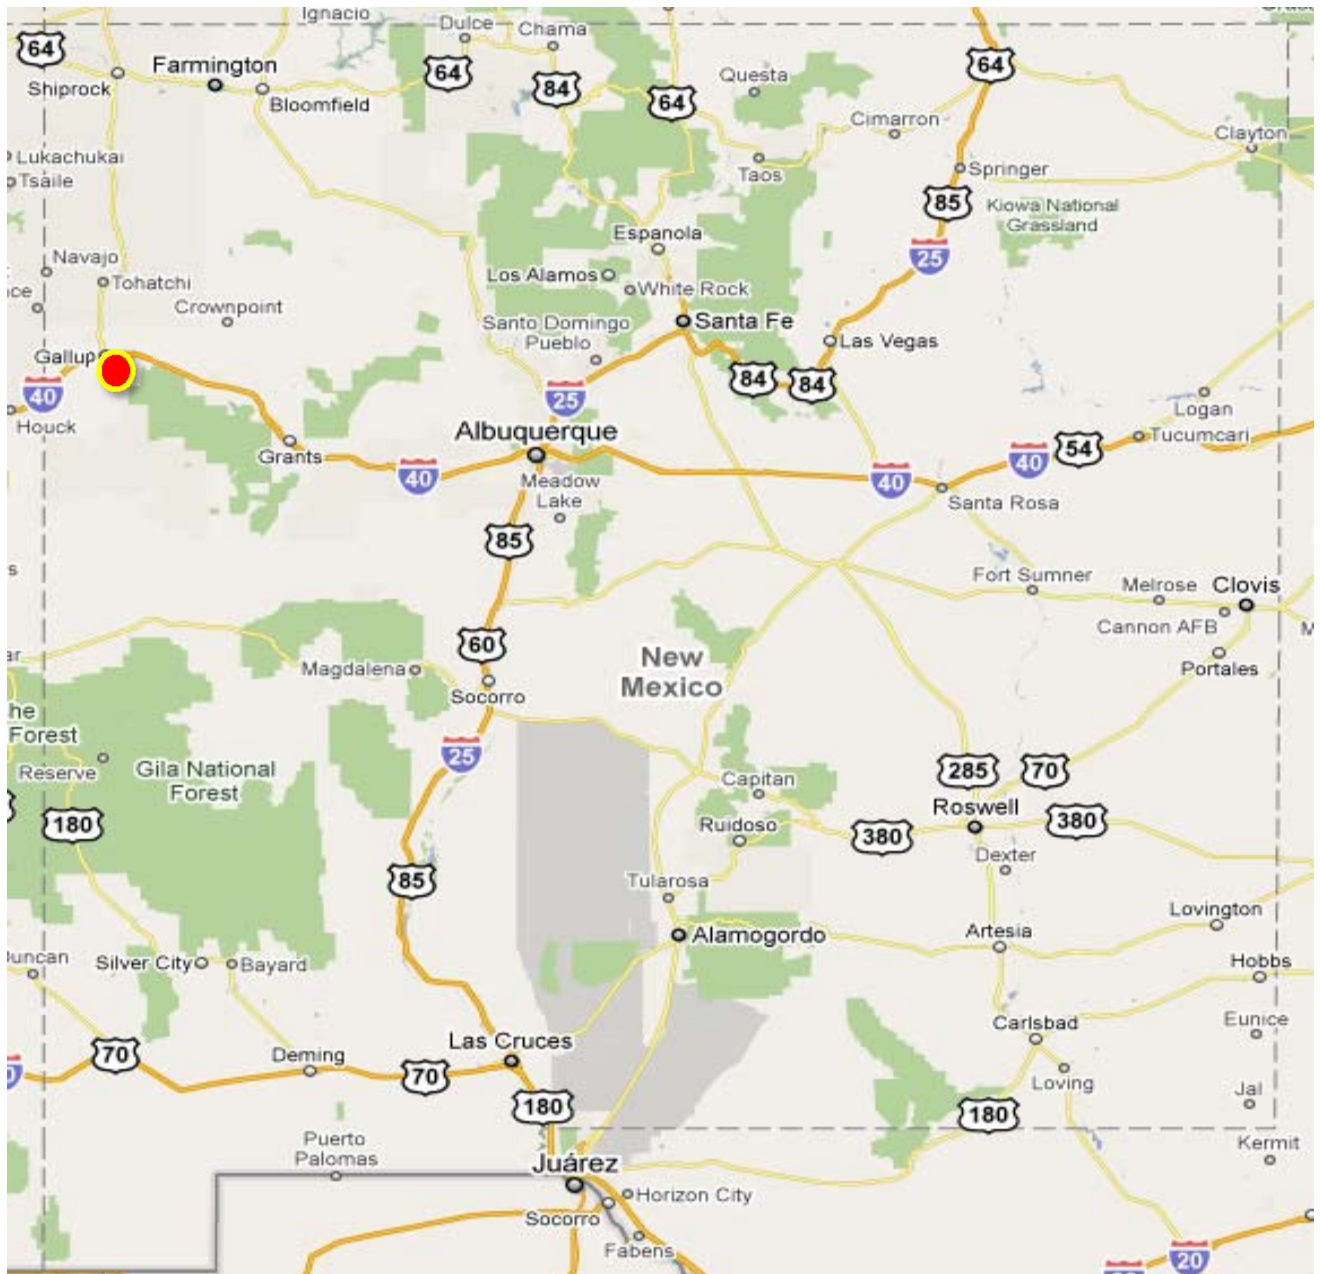 Ignacio
Dulce
Chama
64
Farmington
64
84
64
Questa
64
Shiprock
Bloomfield
Cimarron
Clayton
Lukachukai
Tsaile
Taos
Springer
85
Kiowa National
Grassland
Espanola
25
Navajo
Tohatchi
Los Alamos
White Rock
Crownpoint
Santo Domingo
Pueblo
Santa Fe
Las Vegas
Gallup
40
84
84
25
Houck
Logan
Albuquerque
Tucumcari
Grants
40
54
40
40
Meadow
Lake
Santa Rosa
85
Fort Sumner
Melrose
Clovis
Cannon AFB
60
Magdalena
New
Mexico
Portales
Socorro
he
Forest
25
Reserve
Gila National
Forest
Capitan
285
70
Roswell
180
Ruidoso
380
380
Dexter
85
Tularosa
Lovington
Alamogordo
Artesia
Silver City
Bayard
Hobbs
Carlsbad
Eunice
70
Deming
Las Cruces
70
Loving
Jal
180
180
Puerto
Palomas
Kermit
Juárez
Horizon City
Socorro
Fabens
20